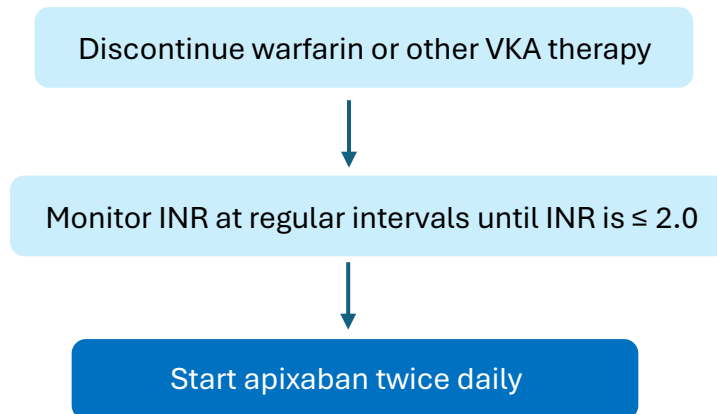 Discontinue warfarin or other VKA therapy
Monitor INR at regular intervals until INR is ≤ 2.0
Start apixaban twice daily